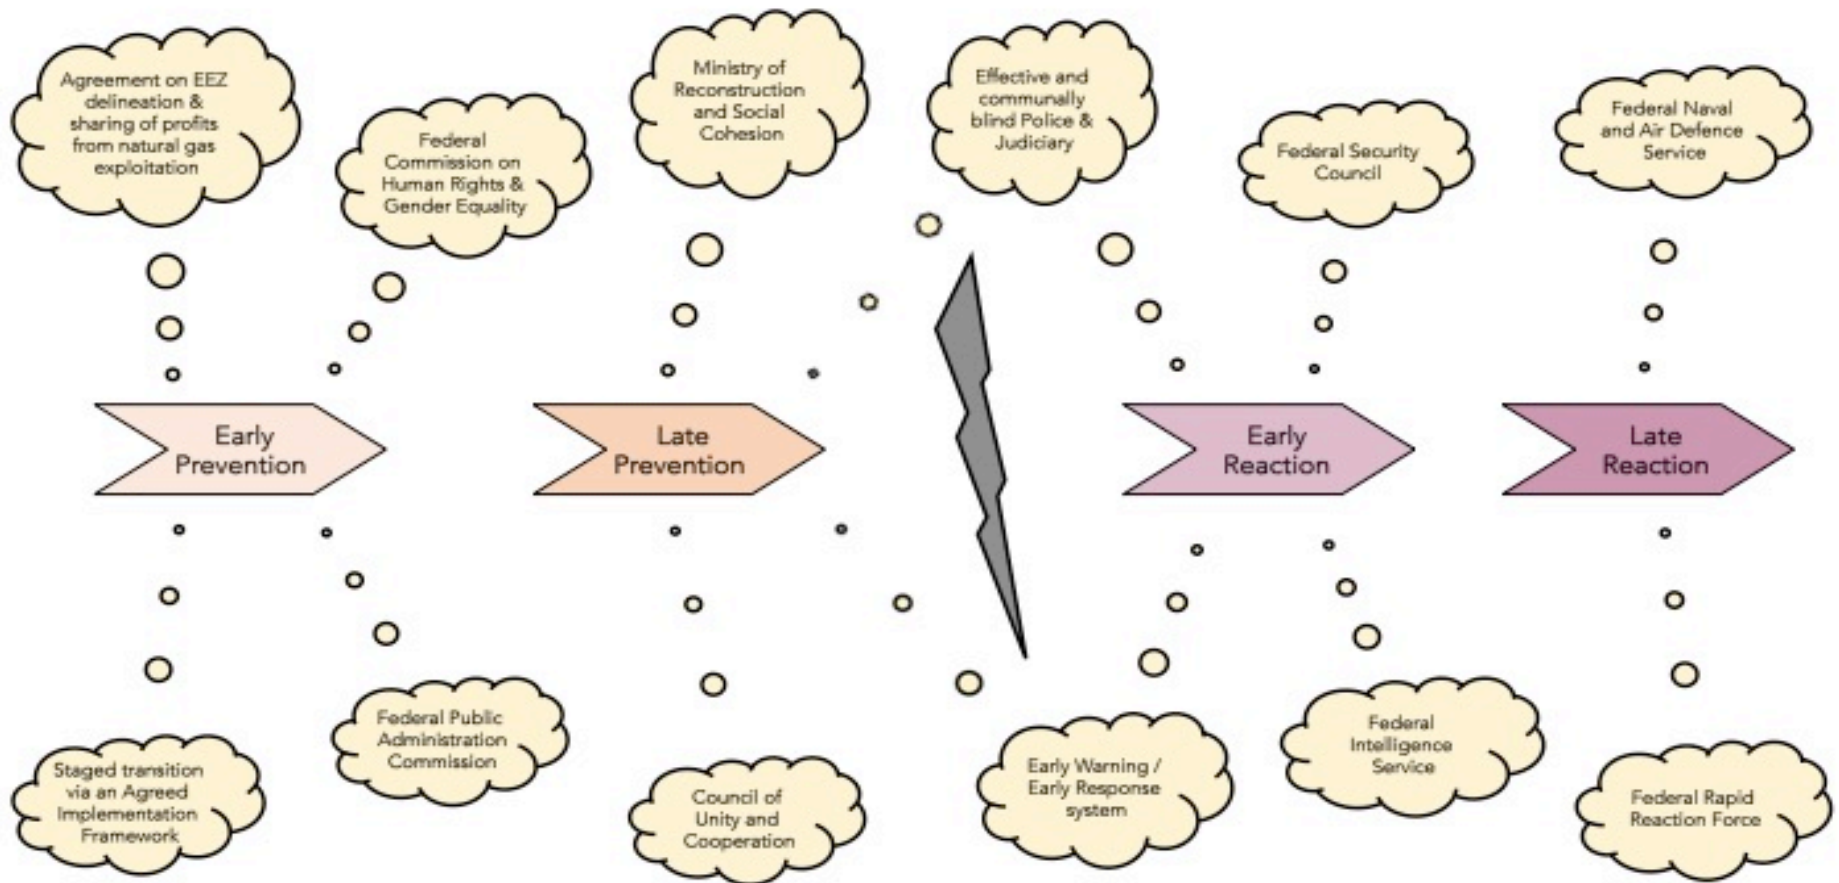 Agreement on EEZ
delineation &
sharing of profits
from natural gas
exploitation
Federal
Commission on
Human Rights &
Gender Equality
Ministry of
Reconstruction
and Social
Cohesion
Effective and
communally
blind Police &
Judiciary
Federal Security
Council
Federal Naval
and Air Defence
Service
Early
Prevention
Late
Prevention
Early
Reaction
Late
Reaction
Staged transition
via an Agreed
Implementation
Framework
Federal Public
Administration
Commission
Council of
Unity and
Cooperation
Early Warning /
Early Response
system
Federal
Intelligence
Service
Federal Rapid
Reaction Force